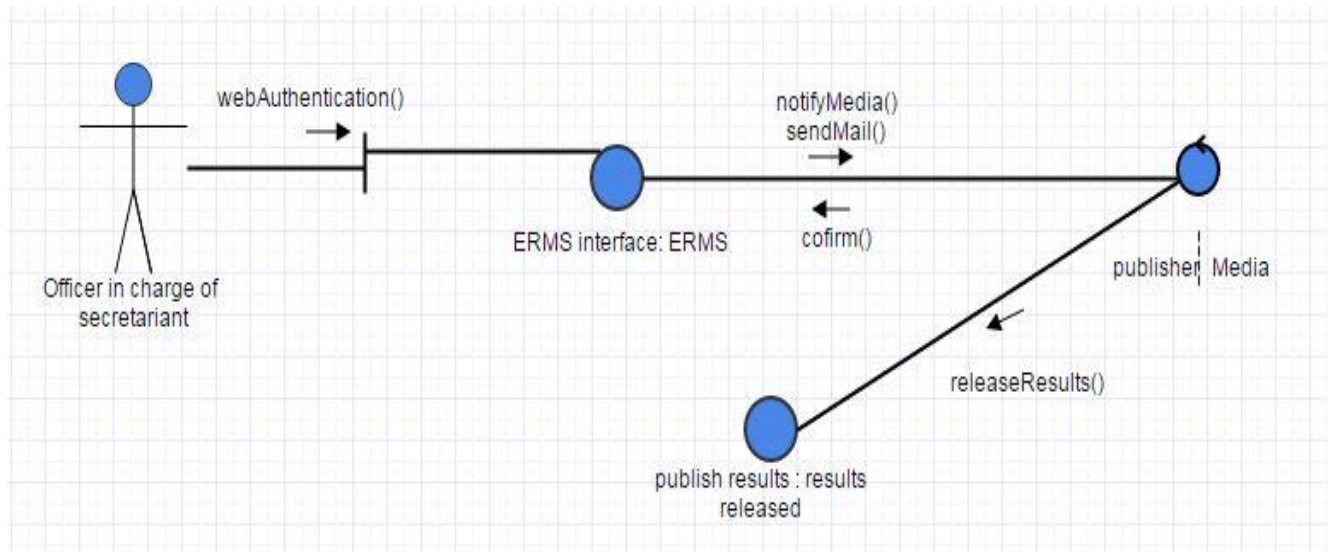 webAuthentication()
notifyMedia()
sendMail()
ERMS interface: ERMS
cofirm()
publisher Media
Officer in charge of
secretariant
releaseResults()
publish results : results
released